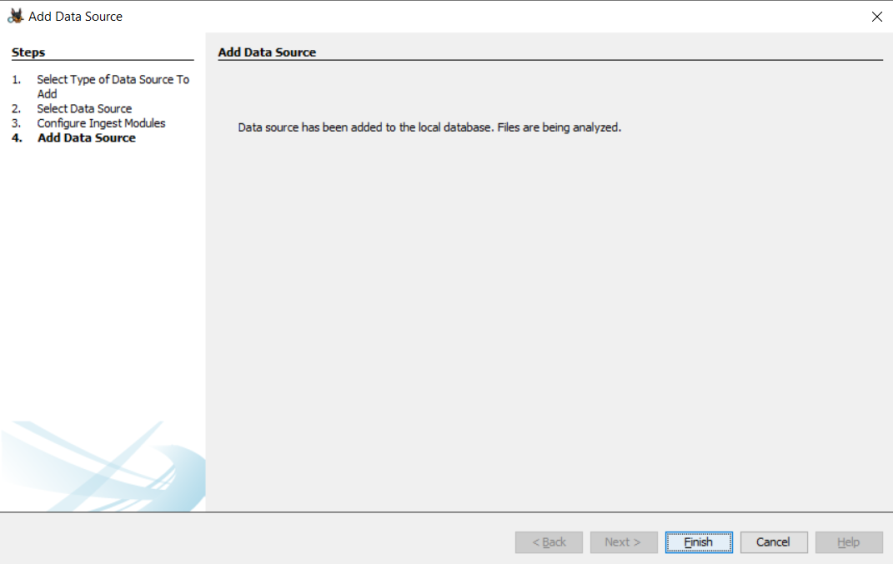 Add Data Source
Steps
1. Select Type of Data Source To
Add
2. Select Data Source
3. Configure Ingest Modules
4. Add Data Source
Add Data Source
Data source has been added to the local database. Files are being analyzed.
< Back
Next >
Finish
Cancel
Help